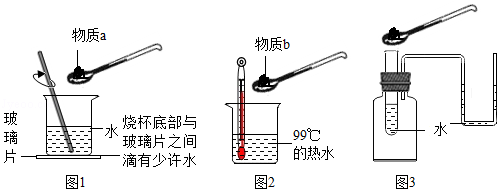 物质a
玻璃片
水
烧杯底部与
玻璃片之间
滴有少许水
图1
物质b
99℃
的热水
图2
水
图3